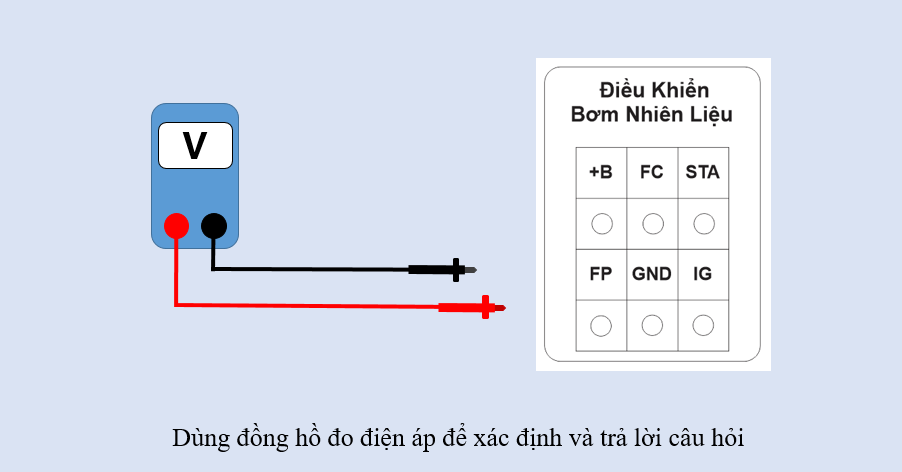 V
Điều Khiển
Bơm Nhiên Liệu
+B FC STA
FP GND IG
Dùng đồng hồ đo điện áp để xác định và trả lời câu hỏi